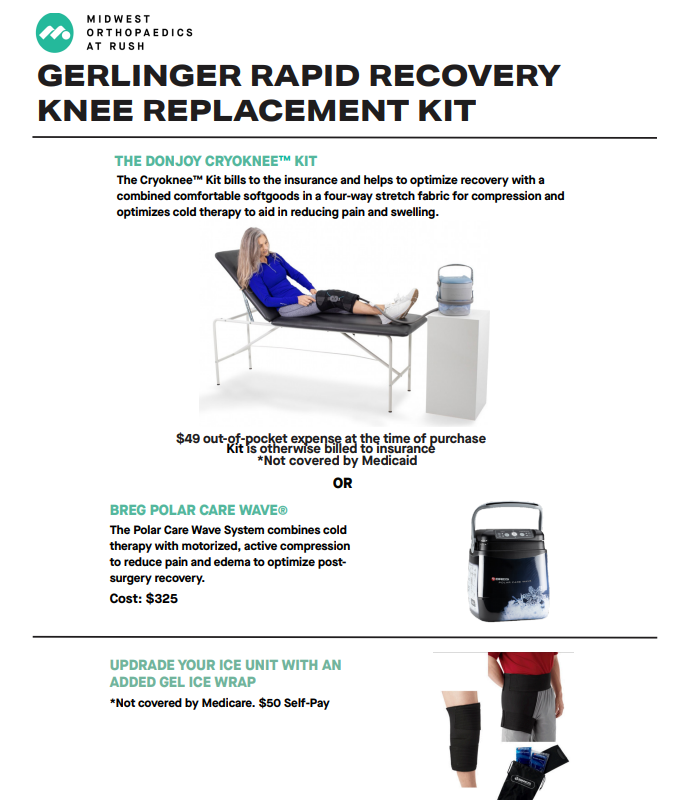 MIDWEST
ORTHOPAEDICS
AT RUSH
GERLINGER RAPID RECOVERY
KNEE REPLACEMENT KIT
THE DONJOY CRYOKNEE™ KIT
The Cryoknee™ Kit bills to the insurance and helps to optimize recovery with a
combined comfortable softgoods in a four-way stretch fabric for compression and
optimizes cold therapy to aid in reducing pain and swelling.
$49 out-of-pocket expense at the time of purchase
Kit is otherwise billed to insurance
*Not covered by Medicaid
OR
BREG POLAR CARE WAVE®
The Polar Care Wave System combines cold
therapy with motorized, active compression
to reduce pain and edema to optimize post-
surgery recovery.
Cost: $325
UPDRADE YOUR ICE UNIT WITH AN
ADDED GEL ICE WRAP
*Not covered by Medicare. $50 Self-Pay